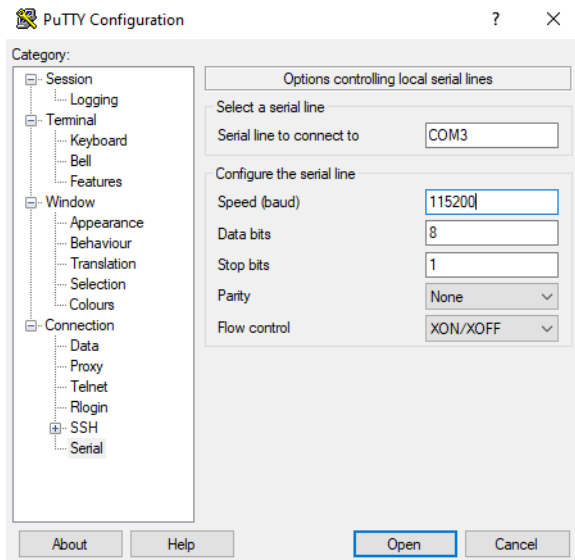 PuTTY Configuration ?
Category:
Session
Logging
Terminal
Keyboard
Bell
Features
Window
Appearance
Behaviour
Translation
Selection
Colours
Connection
Data
Proxy
Telnet
Rlogin
SSH
Serial
Options controlling local serial lines
Select a serial line
Serial line to connect to COM3
Configure the serial line
Speed (baud) 115200
Data bits 8
Stop bits 1
Parity None
Flow control XON/XOFF
About Help Open Cancel